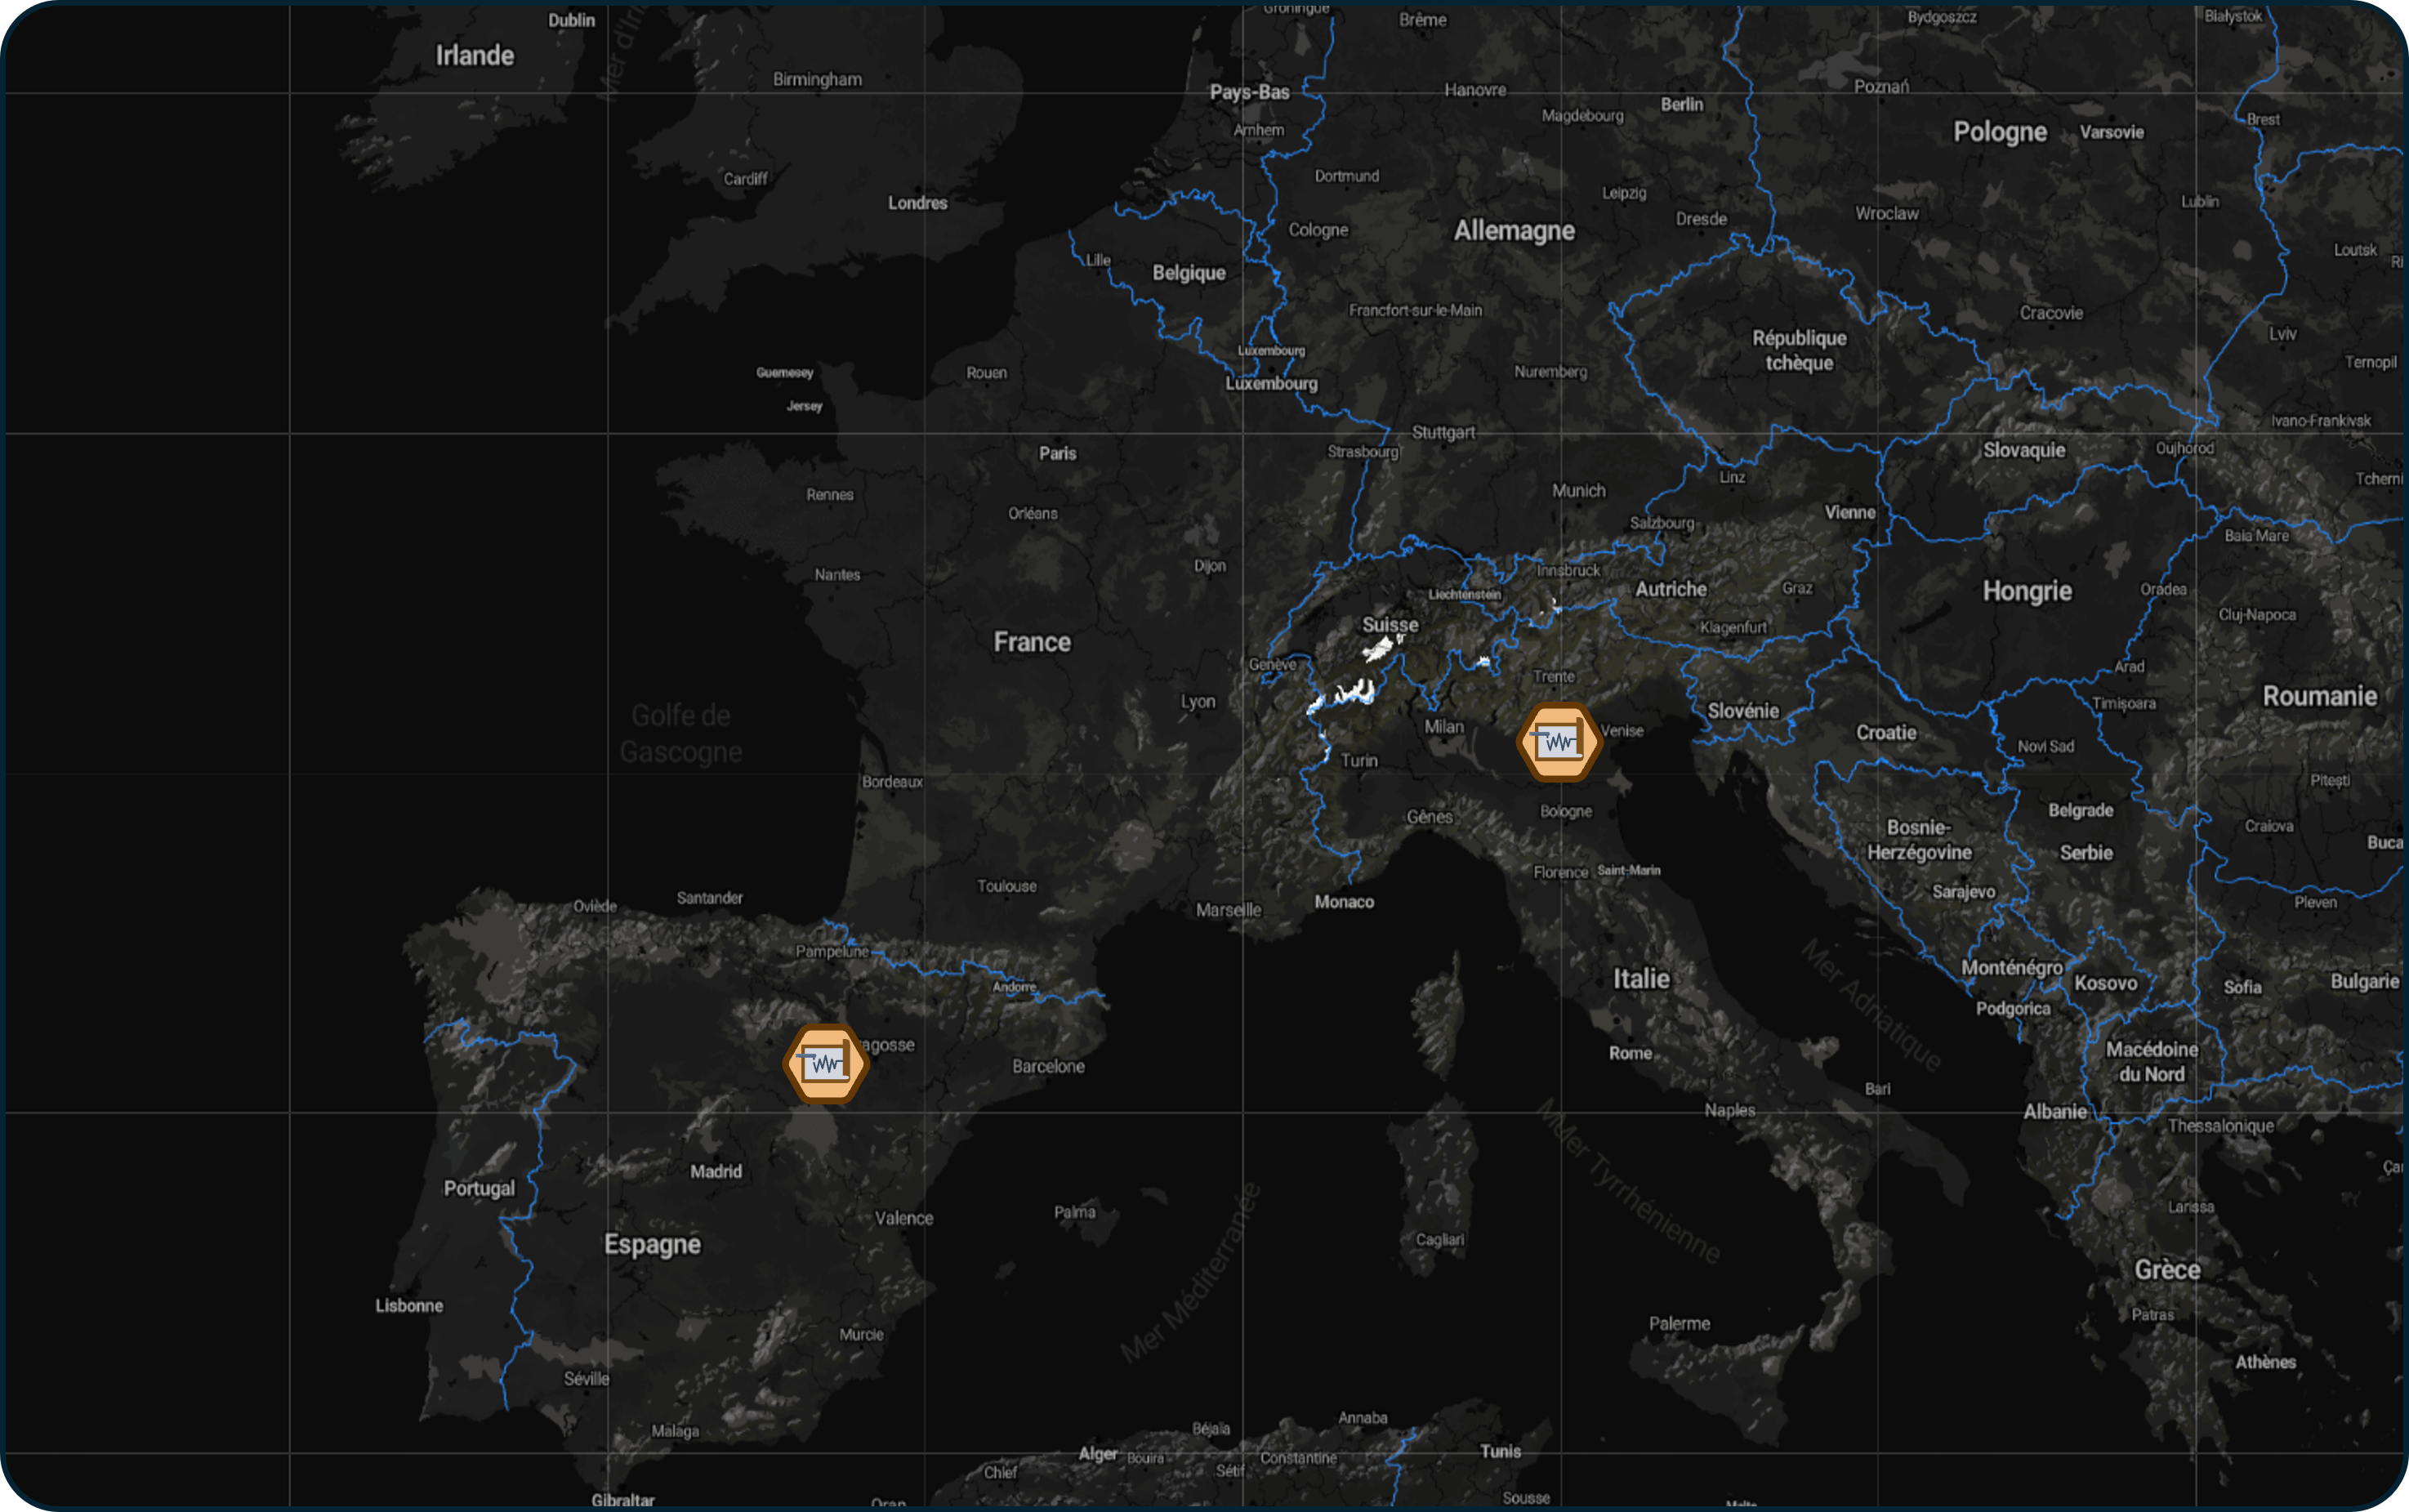 Dublin
Groningue
Brême
Bydgoszcz
Białystok
Irlande
Mer d'Irl
Birmingham
Pays-Bas
Hanovre
Berlin
Poznań
Arnhem
Magdebourg
Pologne
Varsovie
Brest
Cardiff
Dortmund
Leipzig
Lublin
Londres
Cologne
Allemagne
Dresde
Wroclaw
Lille
Belgique
Loutsk
Ri
Francfort-sur-le-Main
Cracovie
Lviv
Luxembourg
République
tchèque
Ternopil
Guernesey
Rouen
Luxembourg
Nuremberg
Jersey
Ivano-Frankivsk
Paris
Strasbourg
Stuttgart
Slovaquie
Oujhorod
Rennes
Munich
Linz
Tcherni
Orléans
Salzbourg
Vienne
Baia Mare
Nantes
Dijon
Innsbruck
Liechtenstein
Autriche
Graz
Hongrie
Oradea
Cluj-Napoca
France
Suisse
Klagenfurt
Genève
Trente
Arad
Roumanie
Golfe de
Gascogne
Lyon
Milan
Venise
Slovénie
Croatie
Timișoara
Novi Sad
Turin
Bordeaux
Pitești
Gênes
Bologne
Belgrade
Craiova
Bosnie-
Herzégovine
Serbie
Buca
Toulouse
Florence
Saint-Marin
Sarajevo
Oviède
Santander
Marseille
Monaco
Pleven
Pampelune
Mer Adriatique
Andorre
Italie
Monténégro
Kosovo
Sofia
Bulgarie
Podgorica
agosse
Barcelone
Rome
Macédoine
du Nord
Bari
Naples
Albanie
Thessalonique
Madrid
Mer Tyrrhénienne
Portugal
Palma
Mer Méditerranée
Valence
Larissa
Espagne
Cagliari
Grèce
Lisbonne
Palerme
Patras
Murcie
Athènes
Séville
Malaga
Béjaïa
Annaba
Alger
Bouira
Sétif
Constantine
Tunis
Chlef
Gibraltar
Oran
Sousse
Malte